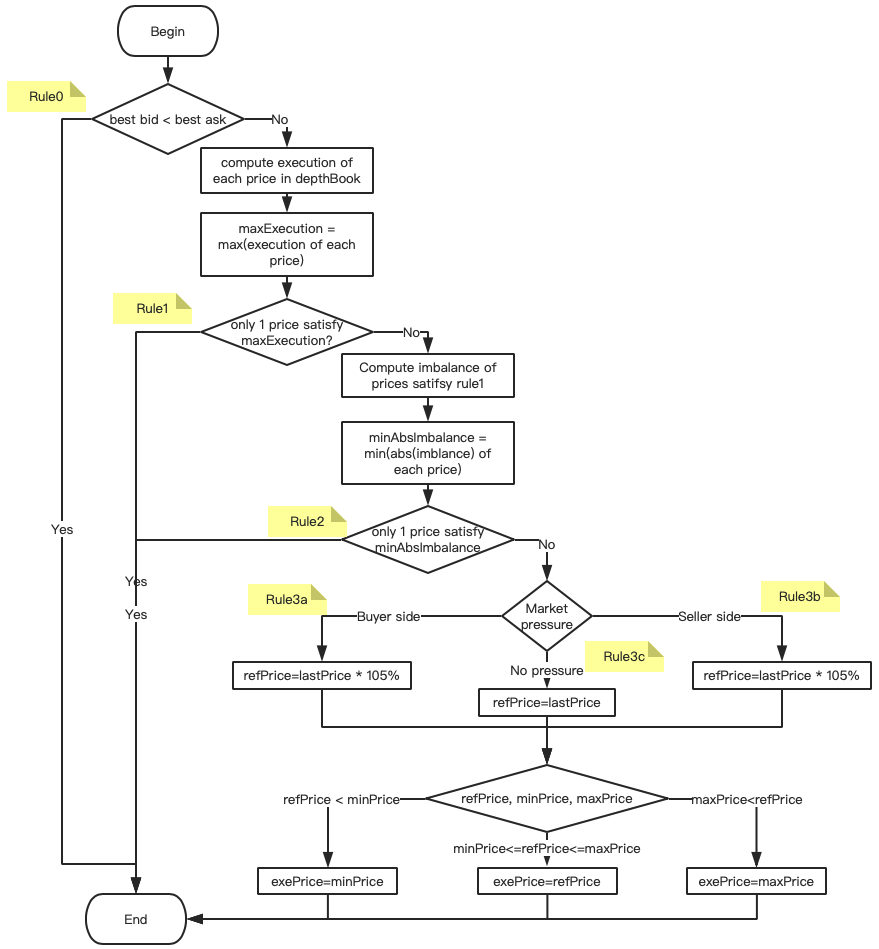 Begin
Rule0
best bid < best ask
No
compute execution of
each price in depthBook
maxExecution =
max(execution of each
price)
Rule1
only 1 price satisfy
maxExecution?
No
Compute imbalance of
prices satifsy rule1
minAbsImbalance =
min(abs(imblance) of
each price)
Rule2
only 1 price satisfy
minAbsImbalance
Yes
No
Yes
Rule3a
Rule3b
Market
pressure
Yes
Buyer side
Seller side
Rule3c
No pressure
refPrice=lastPrice * 105%
refPrice=lastPrice * 105%
refPrice=lastPrice
refPrice < minPrice
refPrice, minPrice, maxPrice
maxPrice<refPrice
minPrice<=refPrice<=maxPrice
exePrice=minPrice
exePrice=refPrice
exePrice=maxPrice
End